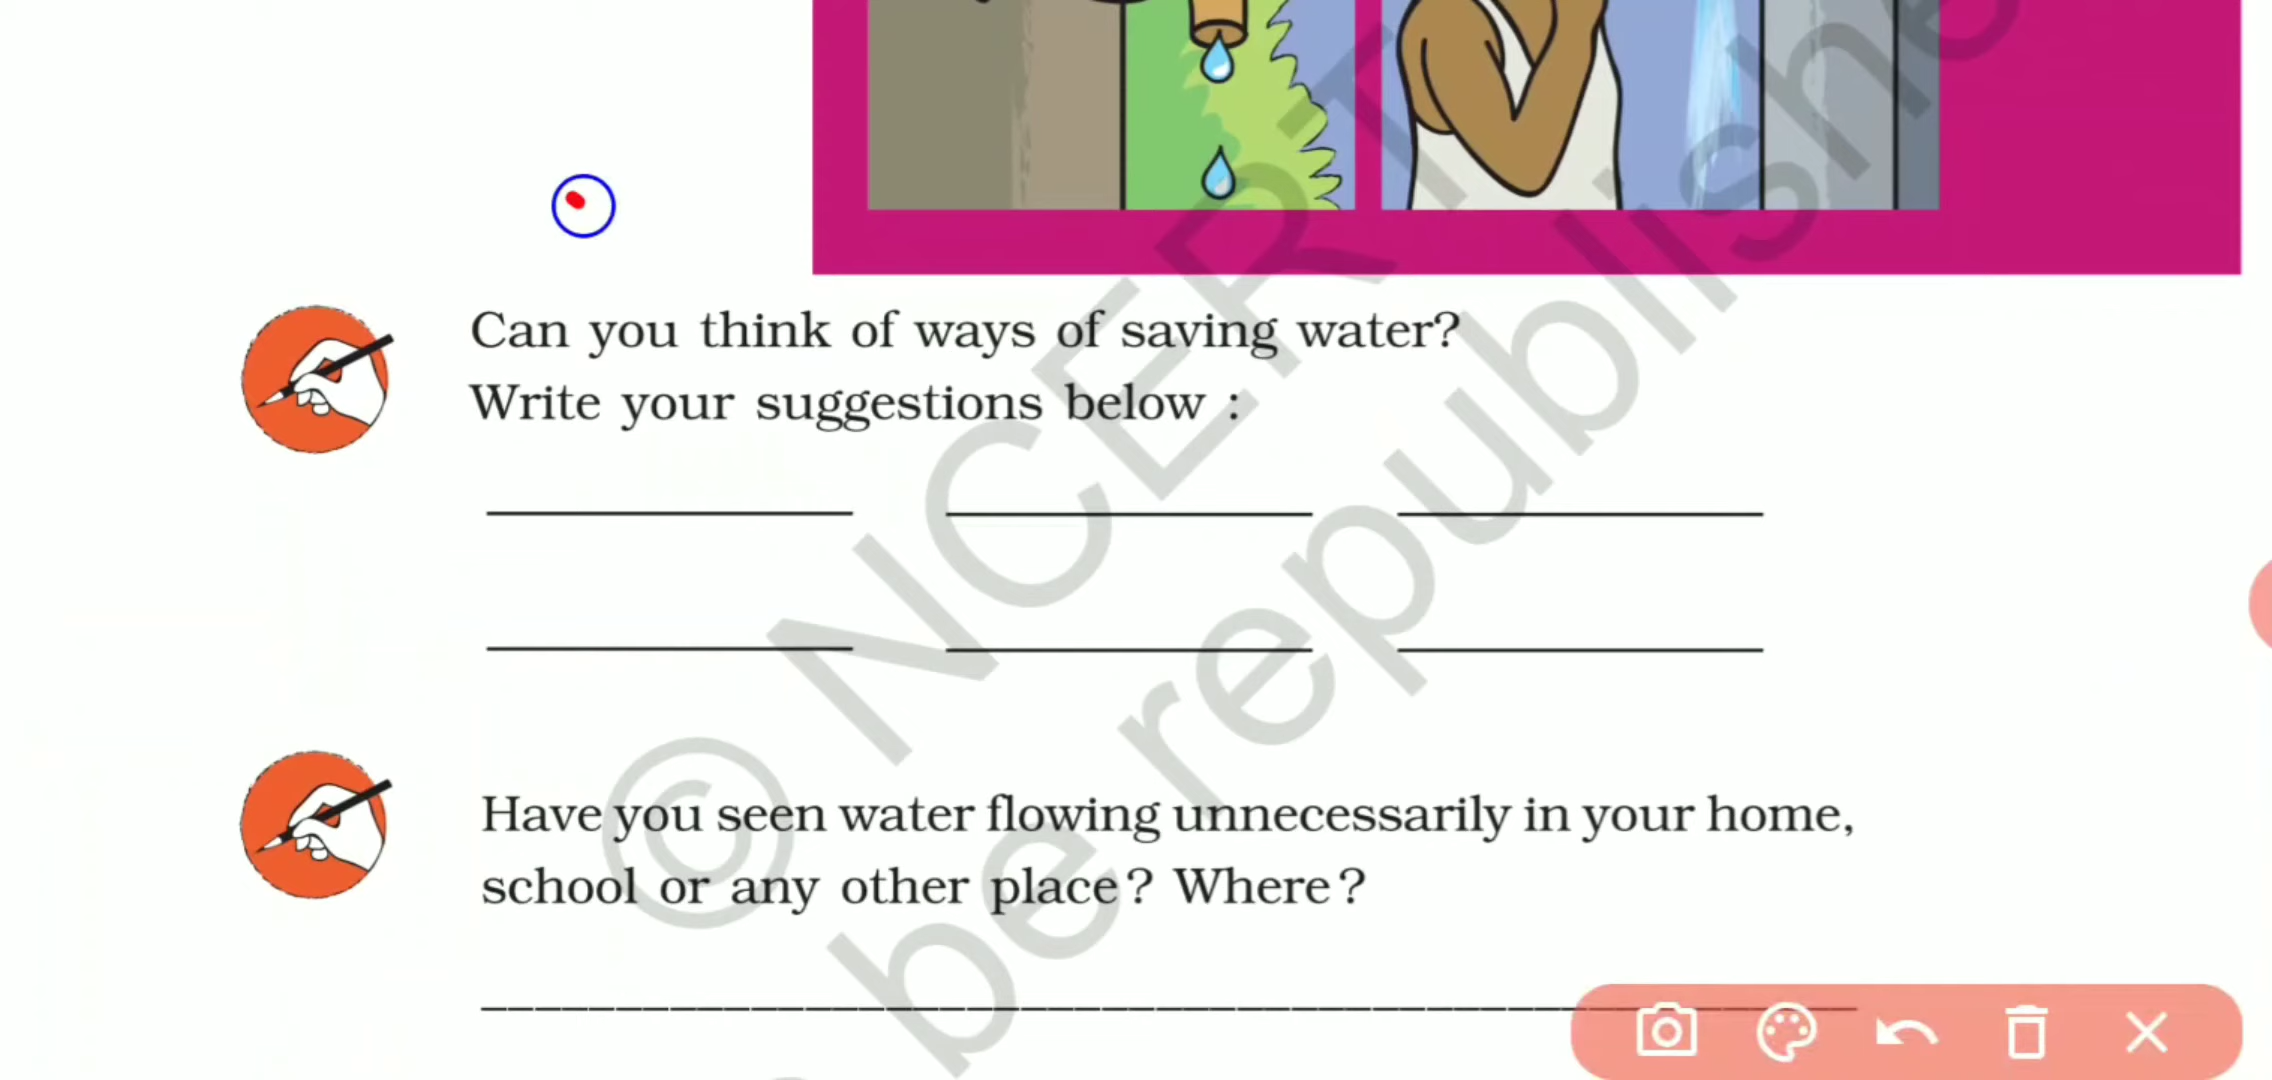 Can you think of ways of saving water?
Write your suggestions below :
Have you seen water flowing unnecessarily in your home,
school or any other place? Where?
© NCERT
be republishe